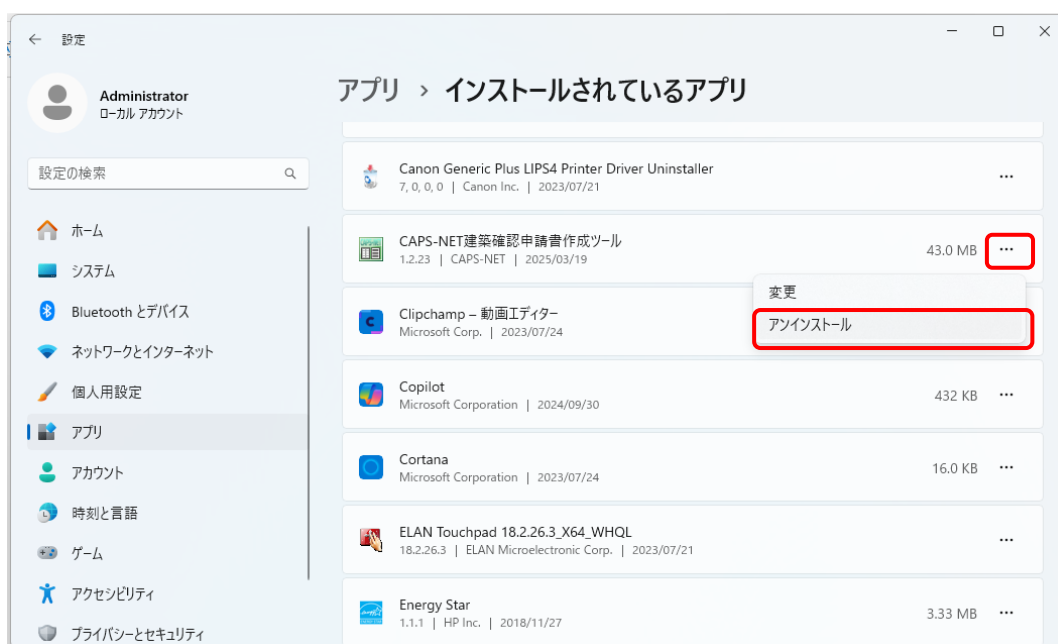 ← 設定
Administrator
ローカル アカウント
設定の検索
ホーム
システム
Bluetooth とデバイス
ネットワークとインターネット
個人用設定
アプリ
アカウント
時刻と言語
ゲーム
アクセシビリティ
プライバシーとセキュリティ
アプリ › インストールされているアプリ
Canon Generic Plus LIPS4 Printer Driver Uninstaller
7, 0, 0, 0 | Canon Inc. | 2023/07/21
CAPS-NET建築確認申請書作成ツール
1.2.23 | CAPS-NET | 2025/03/19
43.0 MB
変更
アンインストール
Clipchamp – 動画エディター
Microsoft Corp. | 2023/07/24
Copilot
Microsoft Corporation | 2024/09/30
432 KB
Cortana
Microsoft Corporation | 2023/07/24
16.0 KB
ELAN Touchpad 18.2.26.3_X64_WHQL
18.2.26.3 | ELAN Microelectronic Corp. | 2023/07/21
Energy Star
1.1.1 | HP Inc. | 2018/11/27
3.33 MB